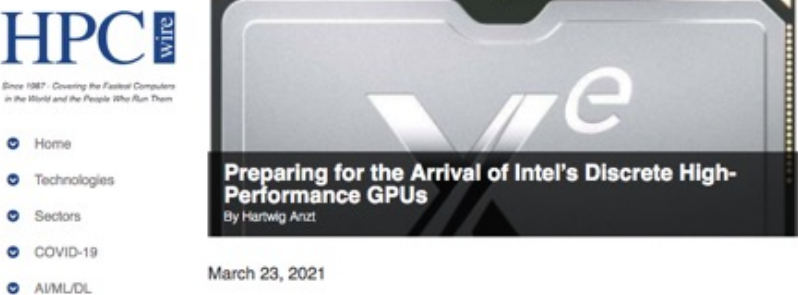 HPC
wire
Since 1987 - Covering the Fastest Computers
in the World and the People Who Run Them
Home
Technologies
Sectors
COVID-19
AI/ML/DL
Xe
Preparing for the Arrival of Intel's Discrete High-
Performance GPUs
By Hartwig Anzt
March 23, 2021